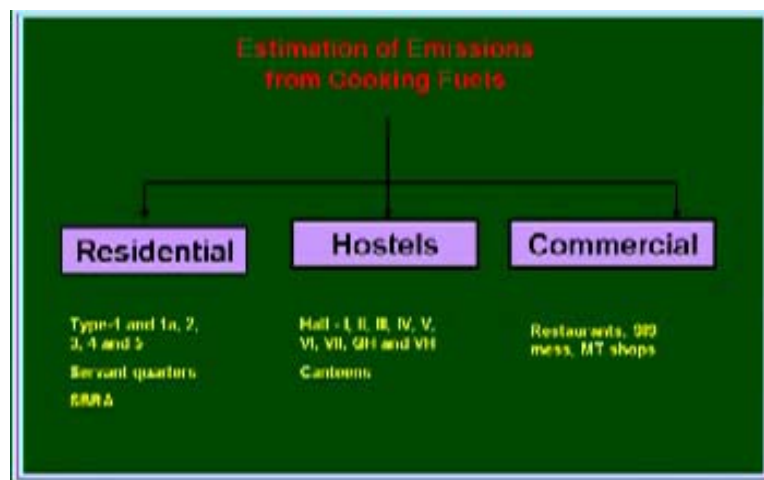 Estimation of Emissions
from Cooking Fuels
Residential
Hostels
Commercial
Type-1 and 1a, 2,
3, 4 and 5
Servant quarters
SBRA
Hall - I, II, III, IV, V,
VI, VII, GH and VH
Canteens
Restaurants,
mess, MT shops